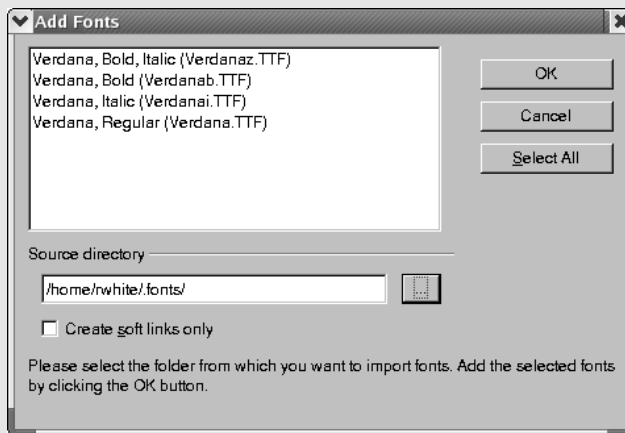 Add Fonts
Verdana, Bold, Italic (Verdanaz.TTF)
Verdana, Bold (Verdanab.TTF)
Verdana, Italic (Verdanai.TTF)
Verdana, Regular (Verdana.TTF)
OK
Cancel
Select All
Source directory
/home/rwhite/.fonts/
...
Create soft links only
Please select the folder from which you want to import fonts. Add the selected fonts
by clicking the OK button.